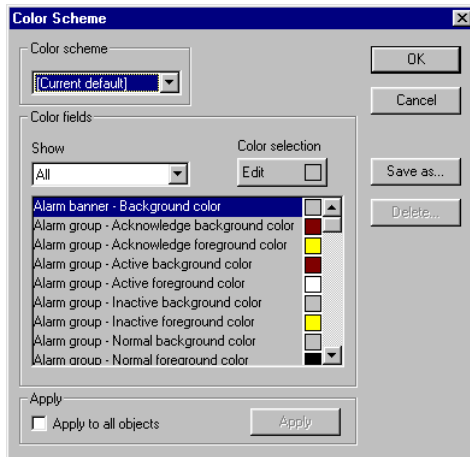 Color Scheme
Color scheme
[Current default]
OK
Cancel
Color fields
Show
Color selection
All
Edit
Save as...
Delete...
Alarm banner - Background color
Alarm group - Acknowledge background color
Alarm group - Acknowledge foreground color
Alarm group - Active background color
Alarm group - Active foreground color
Alarm group - Inactive background color
Alarm group - Inactive foreground color
Alarm group - Normal background color
Alarm group - Normal foreground color
Apply
Apply to all objects
Apply